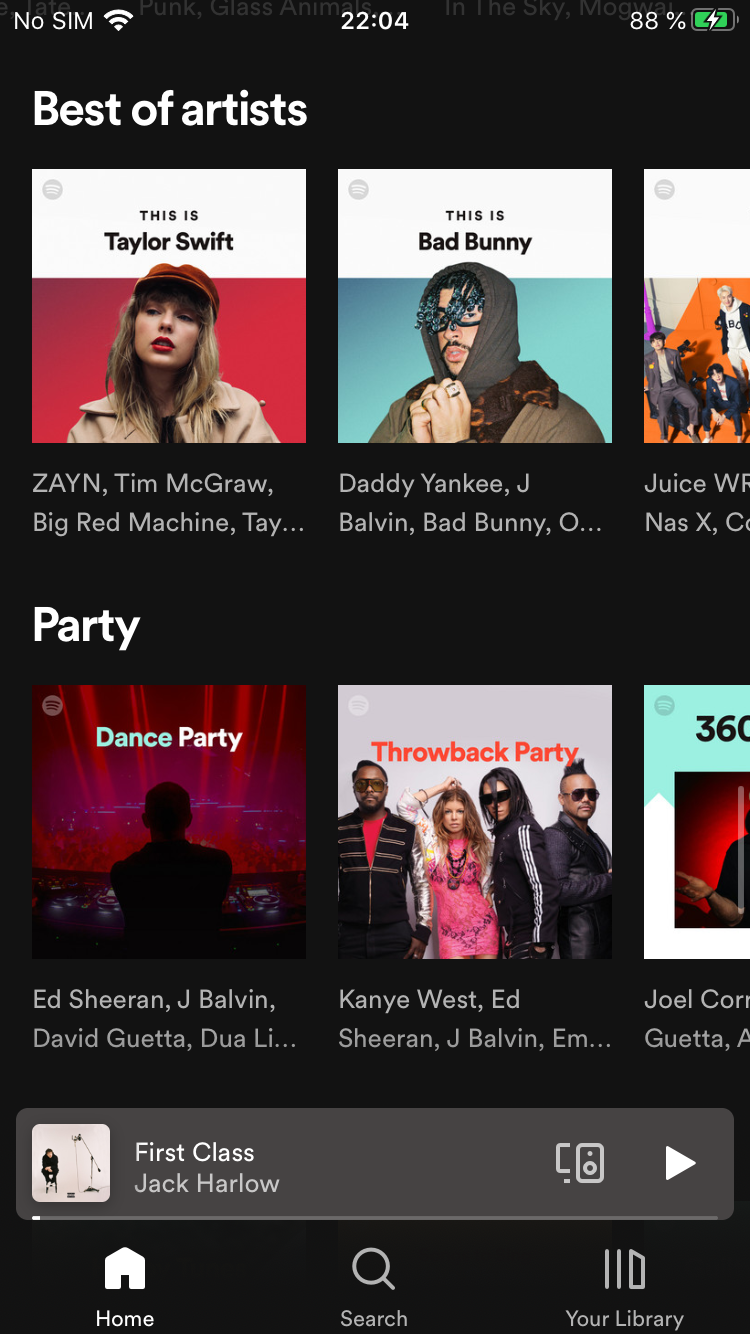 Punk, Glass Animals,
In The Sky, Mogwai
No SIM
22:04
88 %
Best of artists
THIS IS
Taylor Swift
THIS IS
Bad Bunny
ZAYN, Tim McGraw,
Big Red Machine, Tay...
Daddy Yankee, J
Balvin, Bad Bunny, O...
Juice WR
Nas X, Co
Party
Dance Party
Throwback Party
360
Ed Sheeran, J Balvin,
David Guetta, Dua Li...
Kanye West, Ed
Sheeran, J Balvin, Em...
Joel Corr
Guetta, A
First Class
Jack Harlow
Home
Search
Your Library